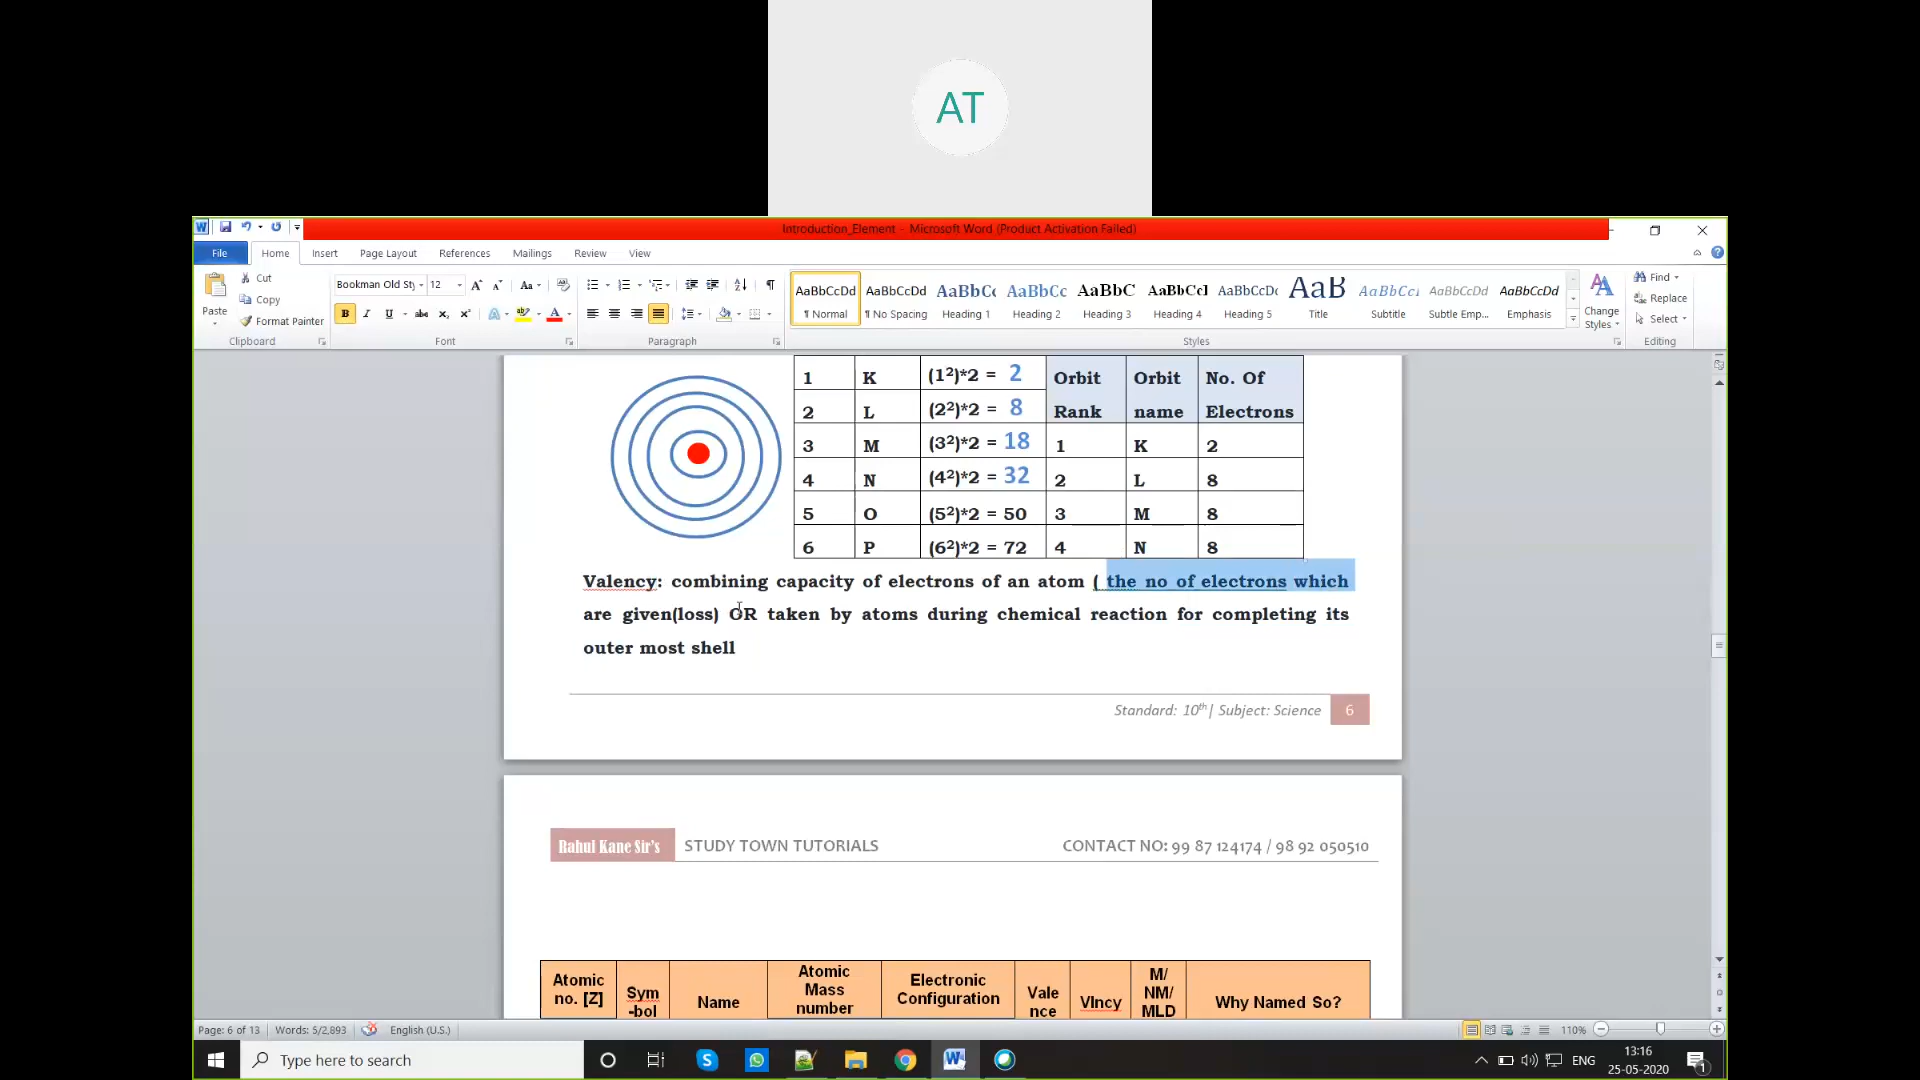 AT
Introduction_Element - Microsoft Word (Product Activation Failed)
File Home Insert Page Layout References Mailings Review View
Cut
Copy
Format Painter
Paste
Clipboard
Bookman Old Sty 12
Font
Paragraph
AaBbCcDd AaBbCcDd AaBbCc AaBbCc AaBbC AaBbCcI AaBbCcDc AaB AaBbCcI AaBbCcDd AaBbCcDd
¶ Normal ¶ No Spacing Heading 1 Heading 2 Heading 3 Heading 4 Heading 5 Title Subtitle Subtle Emp... Emphasis
Styles
Change Styles
Find
Replace
Select
Editing
1 K (1²)*2 = 2
2 L (2²)*2 = 8
3 M (3²)*2 = 18
4 N (4²)*2 = 32
5 O (5²)*2 = 50
6 P (6²)*2 = 72
Orbit Rank Orbit name No. Of Electrons
1 K 2
2 L 8
3 M 8
4 N 8
Valency: combining capacity of electrons of an atom ( the no of electrons which
are given(loss) OR taken by atoms during chemical reaction for completing its
outer most shell
Standard: 10th| Subject: Science 6
Rahul Kane Sir's STUDY TOWN TUTORIALS CONTACT NO: 99 87 124174 / 98 92 050510
Atomic no. [Z] Sym-bol Name Atomic Mass number Electronic Configuration Vale nce Vlncy M/ NM/ MLD Why Named So?
Page: 6 of 13 Words: 5/2,893 English (U.S.) 110%
Type here to search
ENG
13:16
25-05-2020
1